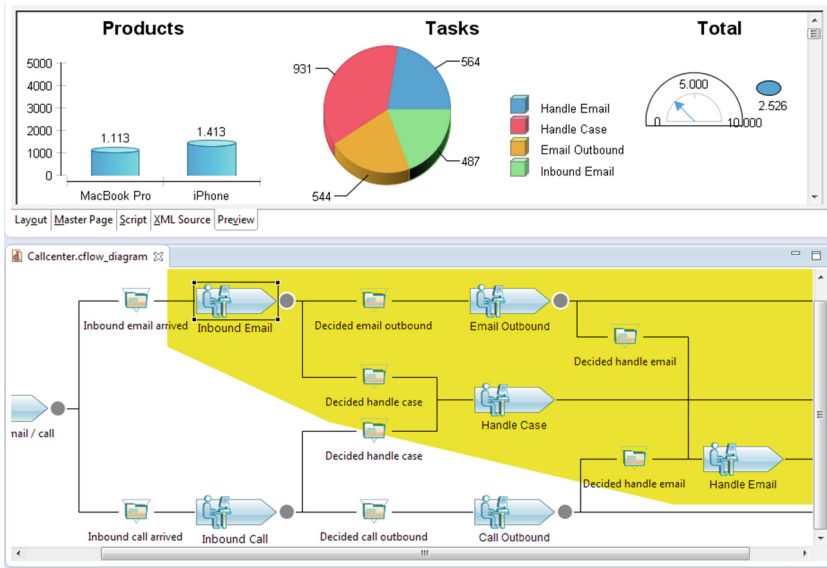 Products
Tasks
Total
5000
4000
3000
2000
1000
0
1.113
1.413
MacBook Pro
iPhone
931
564
487
544
Handle Email
Handle Case
Email Outbound
Inbound Email
5.000
0
10.000
2.526
Layout
Master Page
Script
XML Source
Preview
Callcenter.cflow_diagram
Inbound email arrived
Inbound Email
Decided email outbound
Email Outbound
Decided handle email
Decided handle case
Handle Case
nail / call
Decided handle case
Decided handle email
Handle Email
Inbound call arrived
Inbound Call
Decided call outbound
Call Outbound